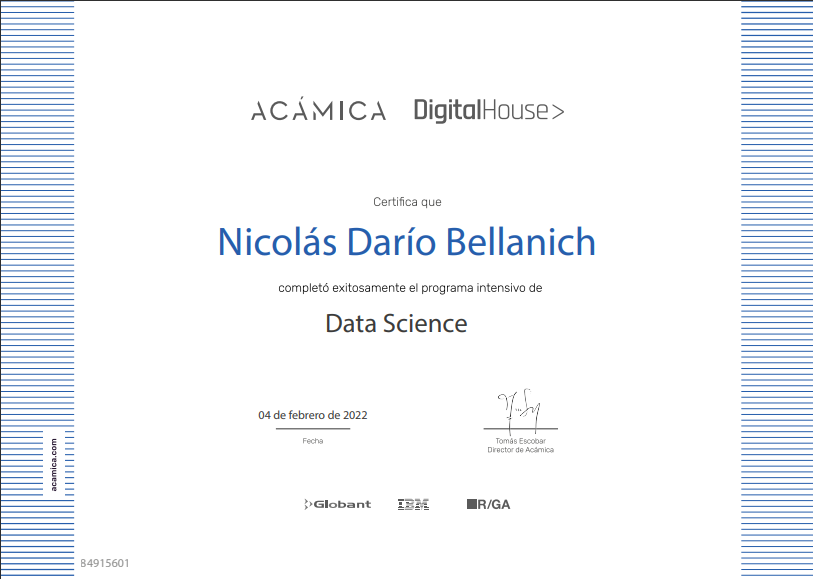 ACÁMICA DigitalHouse>
Certifica que
Nicolás Darío Bellanich
completó exitosamente el programa intensivo de
Data Science
04 de febrero de 2022
Fecha
Tomás Escobar
Director de Acámica
acamica.com
Globant IBM R/GA
84915601